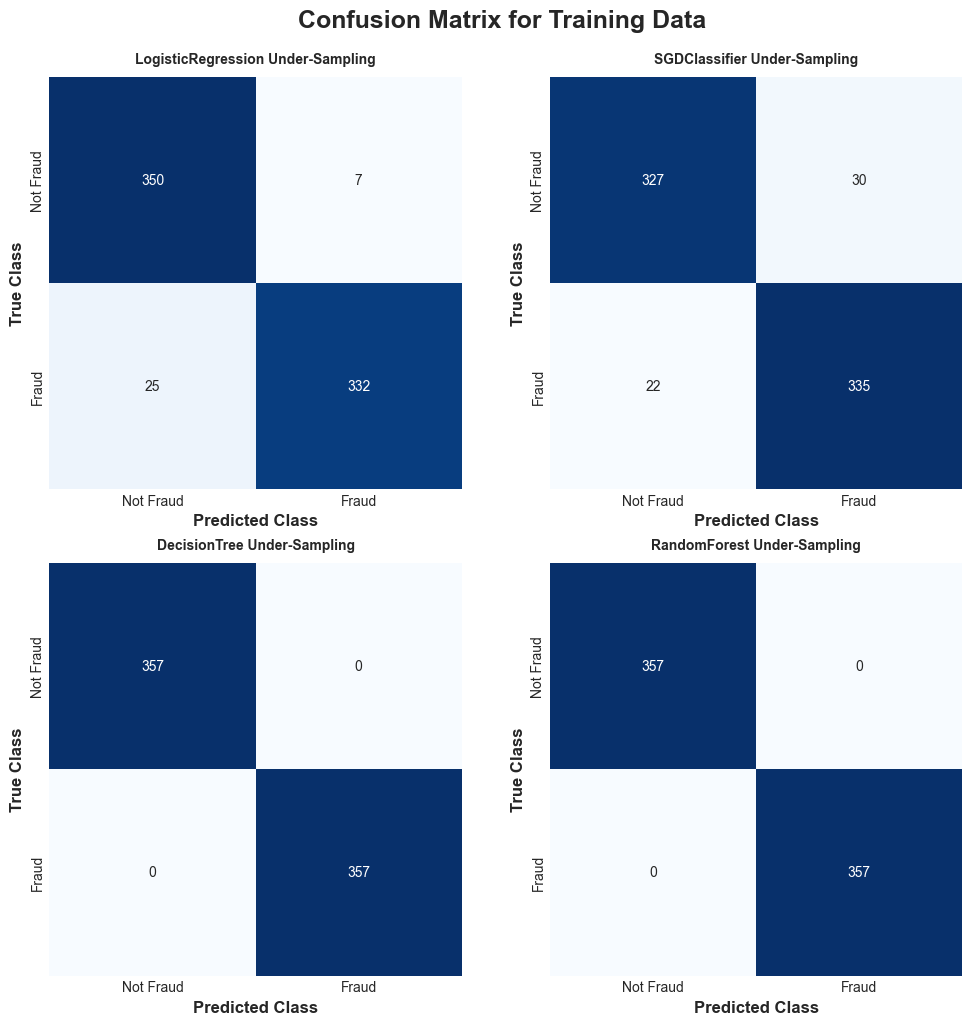 Confusion Matrix for Training Data
LogisticRegression Under-Sampling
True Class
Not Fraud
Fraud
350
7
25
332
Not Fraud
Fraud
Predicted Class
SGDClassifier Under-Sampling
True Class
Not Fraud
Fraud
327
30
22
335
Not Fraud
Fraud
Predicted Class
DecisionTree Under-Sampling
True Class
Not Fraud
Fraud
357
0
0
357
Not Fraud
Fraud
Predicted Class
RandomForest Under-Sampling
True Class
Not Fraud
Fraud
357
0
0
357
Not Fraud
Fraud
Predicted Class